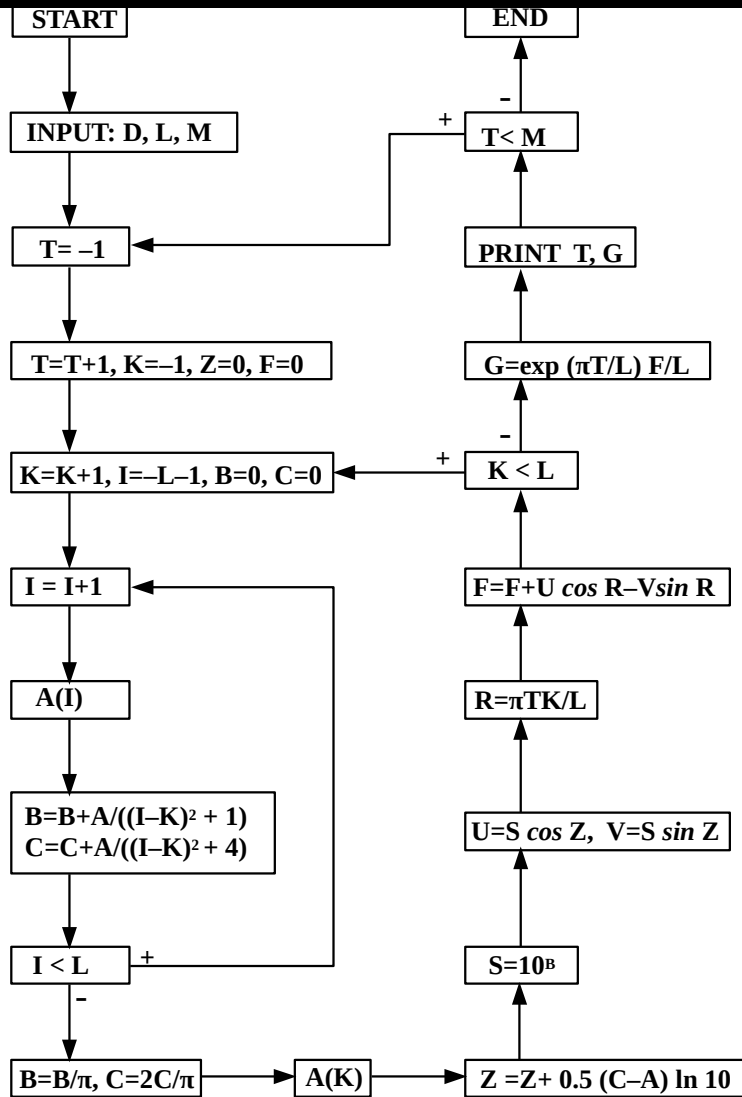 START
INPUT: D, L, M
T= –1
T=T+1, K=–1, Z=0, F=0
K=K+1, I=–L–1, B=0, C=0
I = I+1
A(I)
B=B+A/((I–K)² + 1)
C=C+A/((I–K)² + 4)
I < L
+
-
B=B/π, C=2C/π
A(K)
Z =Z+ 0.5 (C–A) ln 10
S=10ᴮ
U=S cos Z, V=S sin Z
R=πTK/L
F=F+U cos R–Vsin R
K < L
+
-
G=exp (πT/L) F/L
PRINT T, G
T< M
+
-
END